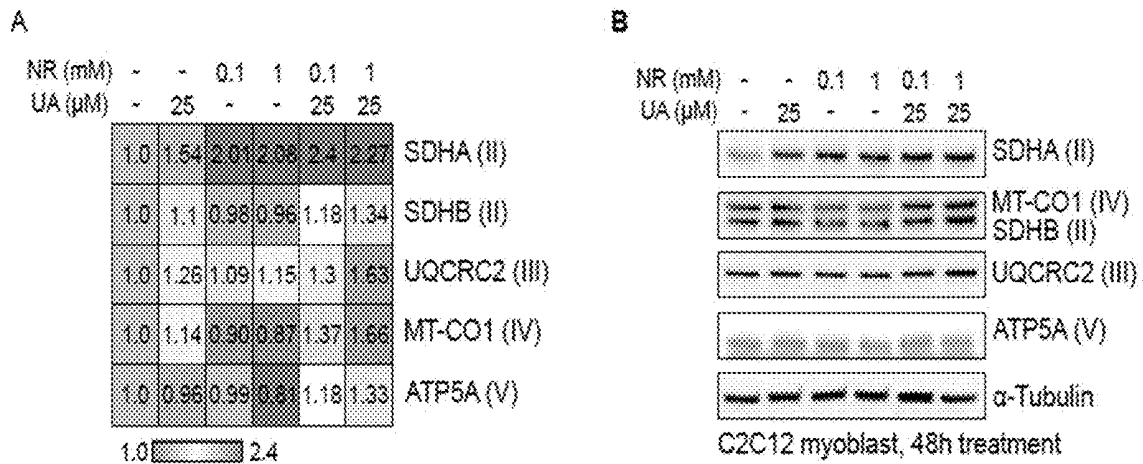 A
NR (mM) - - 0.1 1 0.1 1
UA (µM) - 25 - - 25 25
1.0 1.54 2.01 2.08 2.4 2.27 SDHA (II)
1.0 1.1 0.98 0.96 1.18 1.34 SDHB (II)
1.0 1.26 1.09 1.15 1.3 1.63 UQCRC2 (III)
1.0 1.14 0.90 0.87 1.37 1.66 MT-CO1 (IV)
1.0 0.96 0.99 0.81 1.18 1.33 ATP5A (V)
1.0 2.4
B
NR (mM) - - 0.1 1 0.1 1
UA (µM) - 25 - - 25 25
SDHA (II)
MT-CO1 (IV)
SDHB (II)
UQCRC2 (III)
ATP5A (V)
α-Tubulin
C2C12 myoblast, 48h treatment